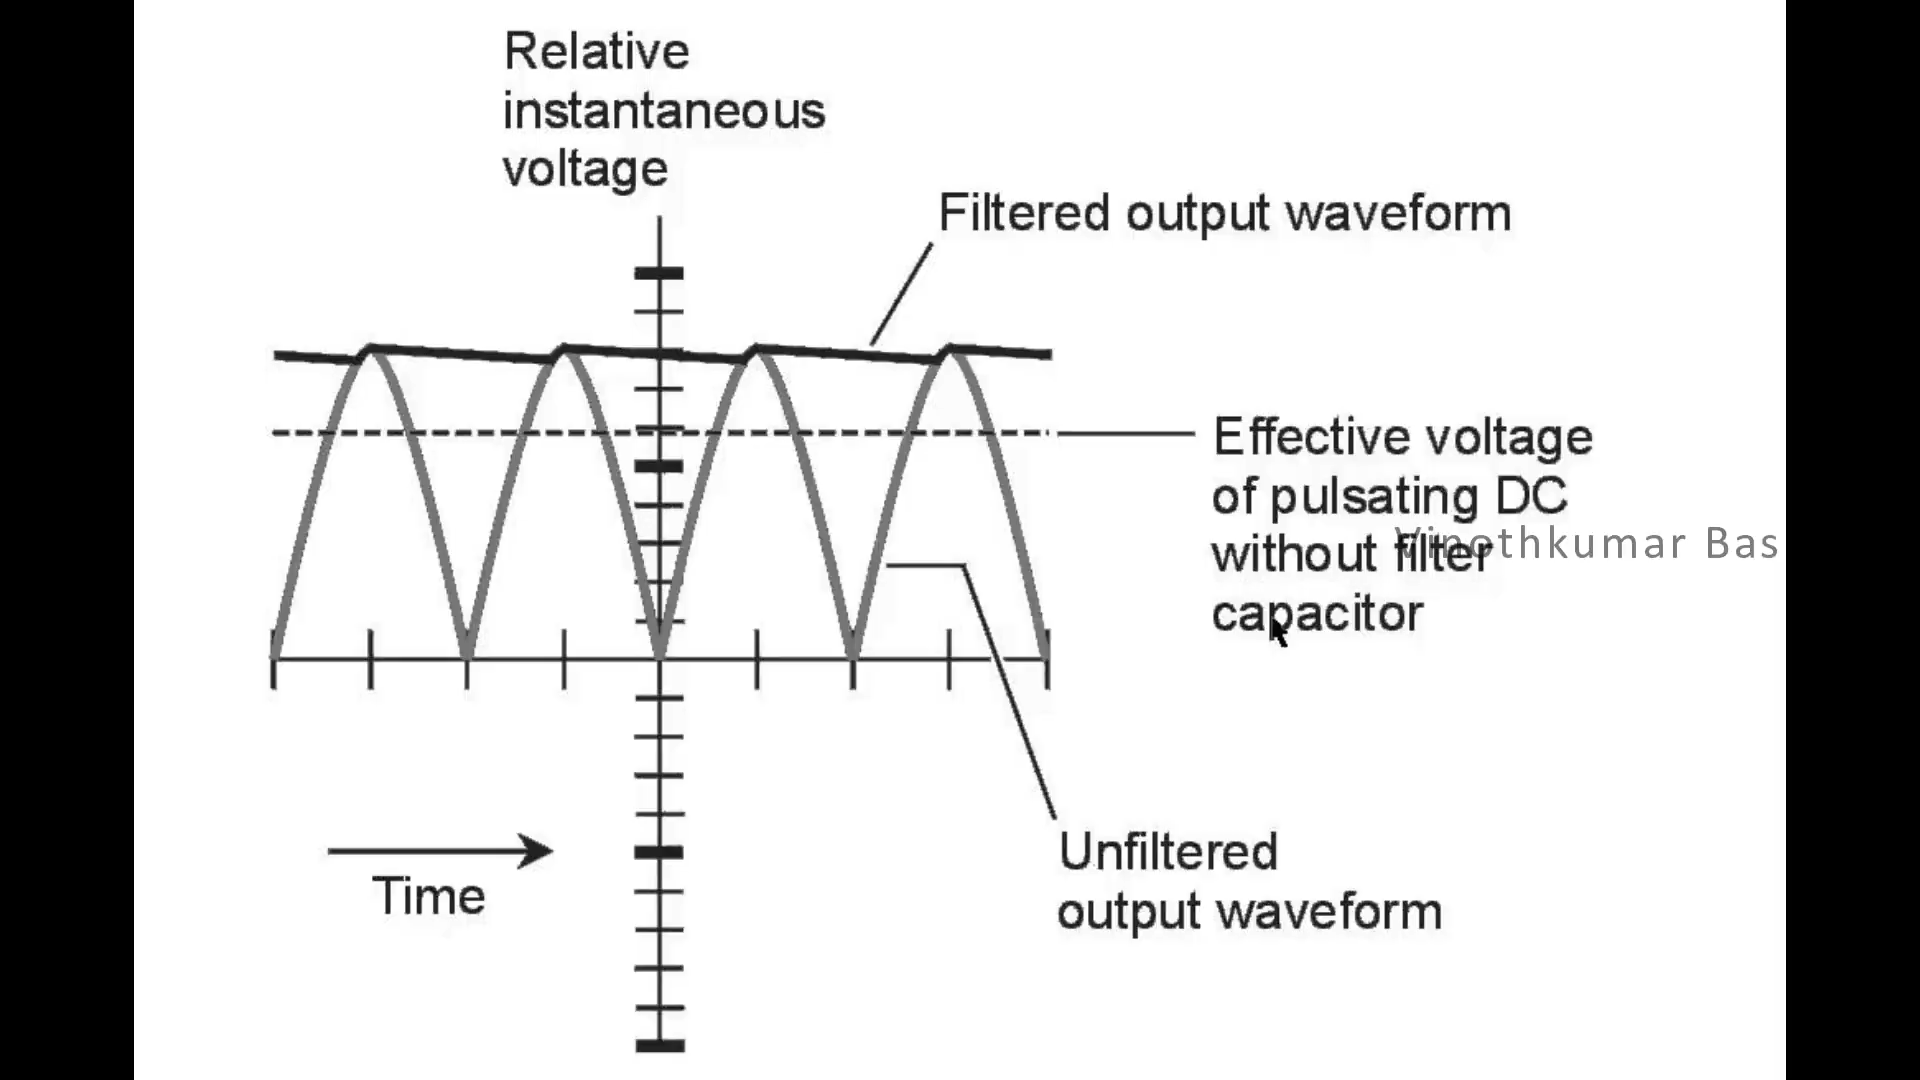 Relative
instantaneous
voltage
Filtered output waveform
Effective voltage
of pulsating DC
without filter
capacitor
Vinothkumar Bas
Unfiltered
output waveform
Time